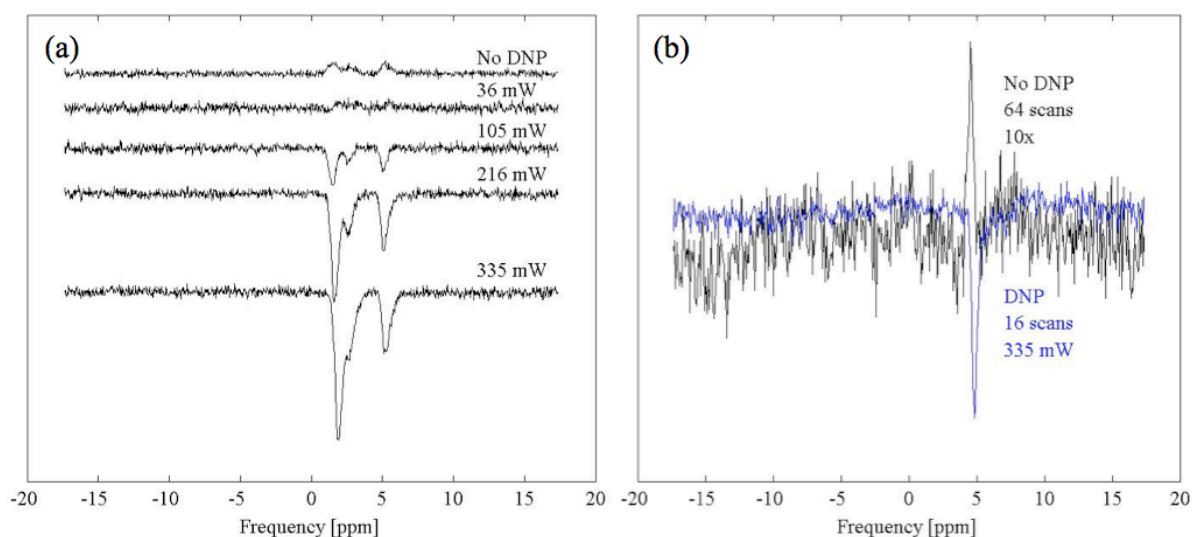 (a)
No DNP
36 mW
105 mW
216 mW
335 mW
-20 -15 -10 -5 0 5 10 15 20
Frequency [ppm]
(b)
No DNP
64 scans
10x
DNP
16 scans
335 mW
-20 -15 -10 -5 0 5 10 15 20
Frequency [ppm]